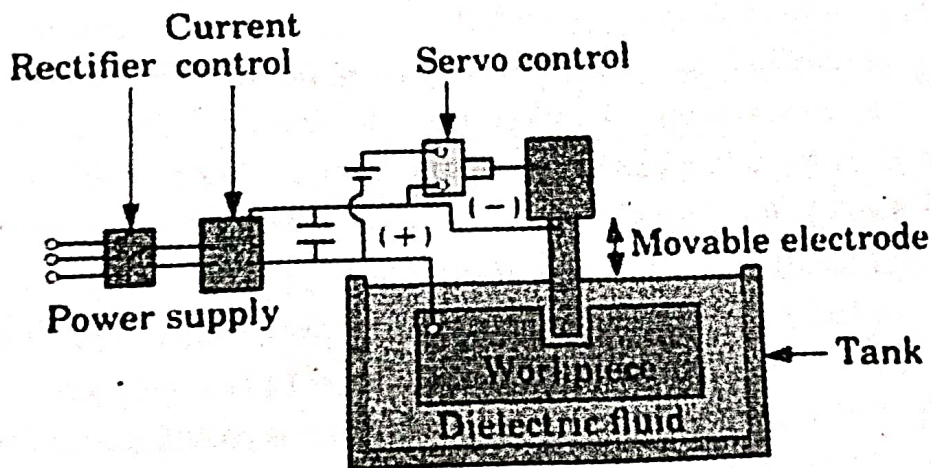 Current
Rectifier control
Servo control
(−)
(+)
Movable electrode
Power supply
Tank
Workpiece
Dielectric fluid